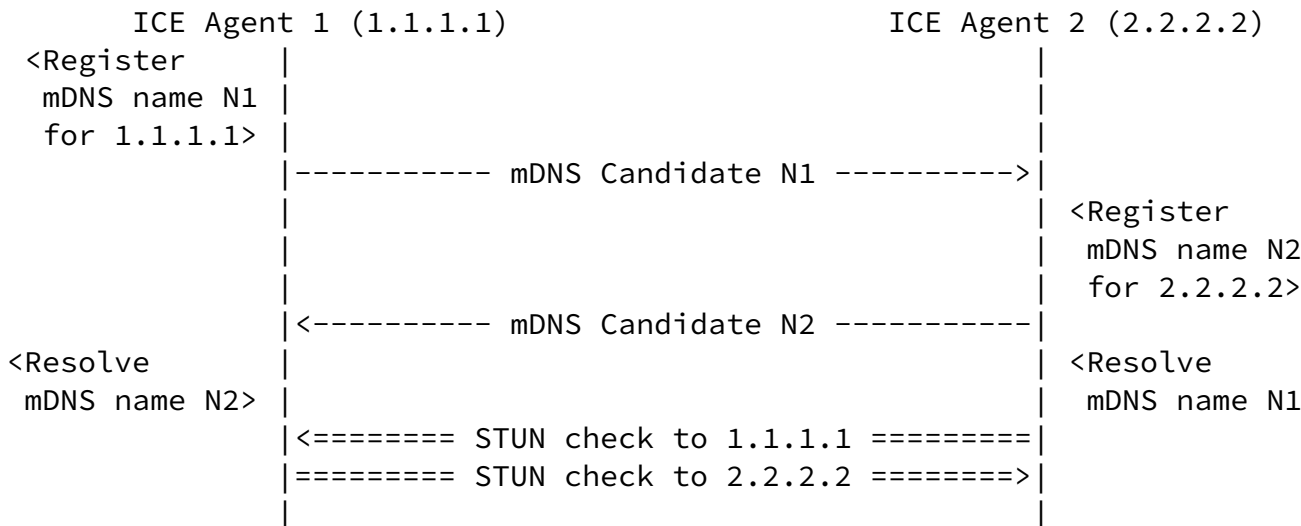 ICE Agent 1 (1.1.1.1)                    ICE Agent 2 (2.2.2.2)
<Register
mDNS name N1
for 1.1.1.1>
----------- mDNS Candidate N1 ---------->
<Register
mDNS name N2
for 2.2.2.2>
<---------- mDNS Candidate N2 -----------
<Resolve                                        <Resolve
mDNS name N2>                                   mDNS name N1
<======== STUN check to 1.1.1.1 =========
========= STUN check to 2.2.2.2 ========>